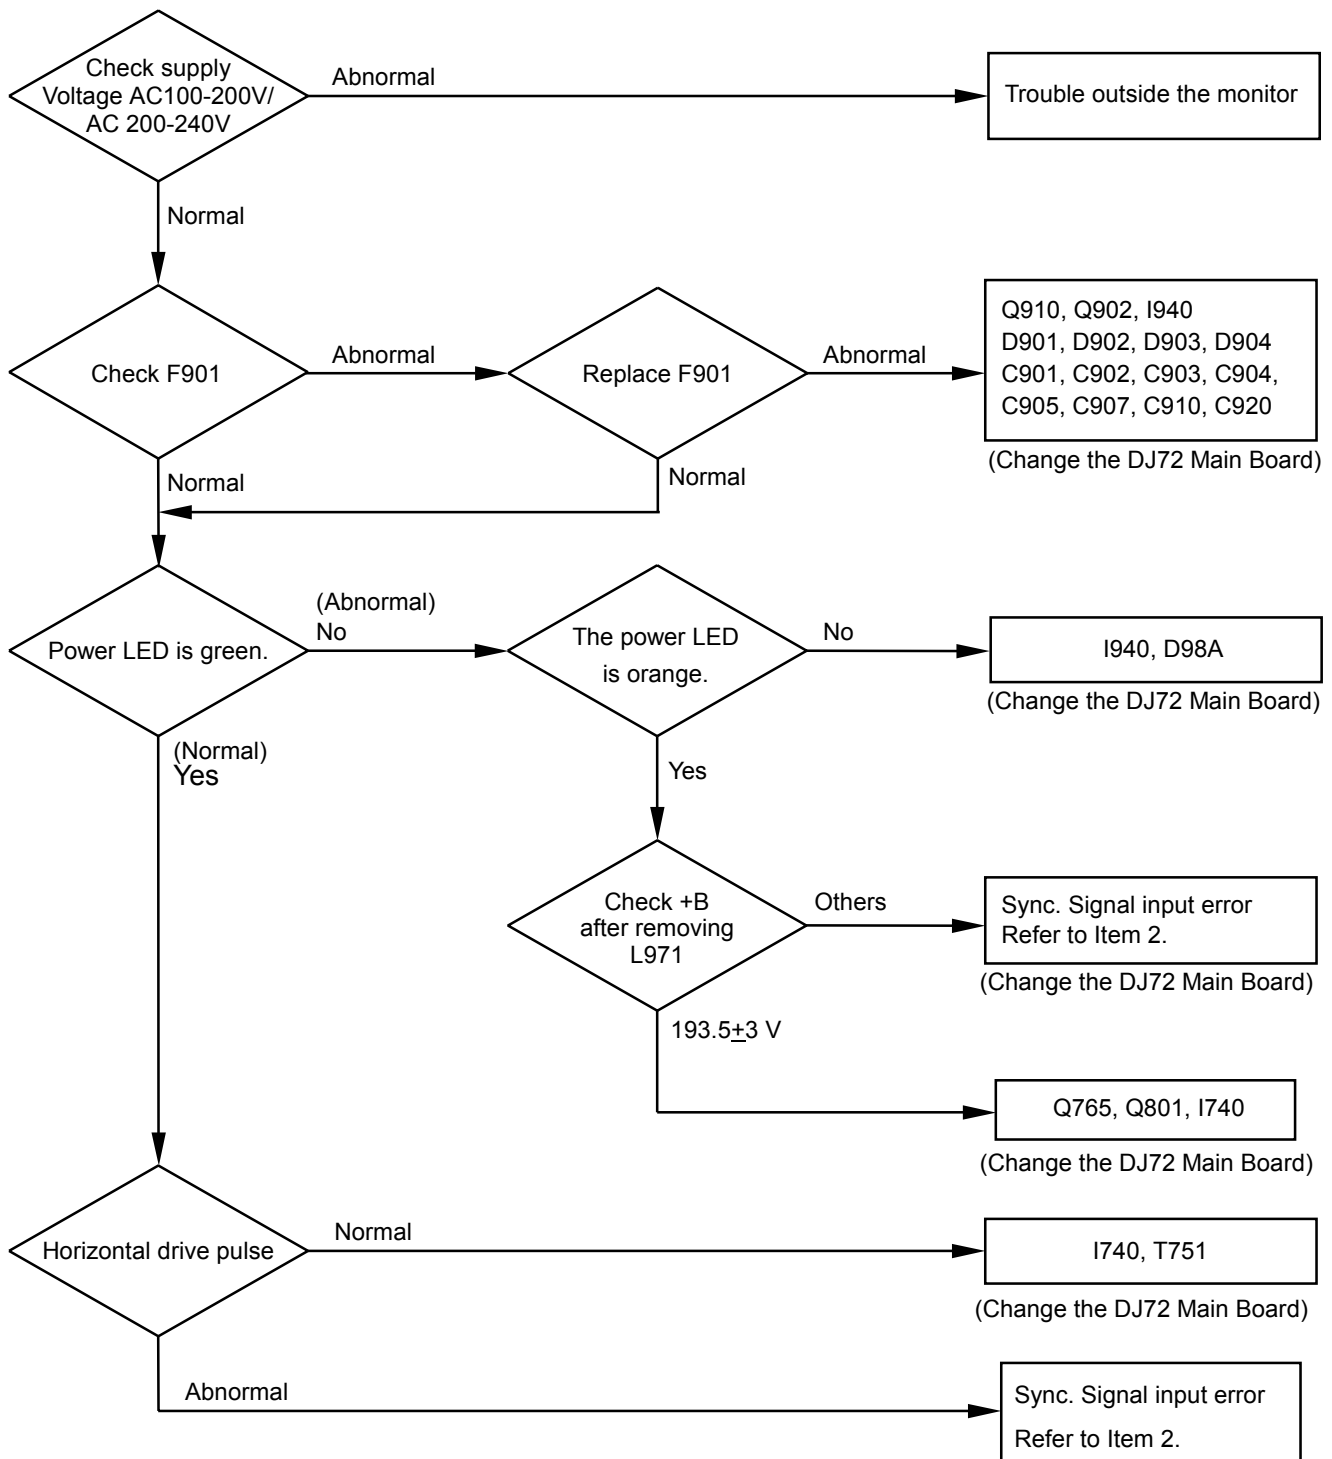 Check supply
Voltage AC100-200V/
AC 200-240V
Abnormal
Trouble outside the monitor
Normal
Check F901
Abnormal
Replace F901
Abnormal
Q910, Q902, I940
D901, D902, D903, D904
C901, C902, C903, C904,
C905, C907, C910, C920
(Change the DJ72 Main Board)
Normal
Normal
Power LED is green.
(Abnormal)
No
The power LED
is orange.
No
I940, D98A
(Change the DJ72 Main Board)
(Normal)
Yes
Yes
Check +B
after removing
L971
Others
Sync. Signal input error
Refer to Item 2.
(Change the DJ72 Main Board)
193.5±3 V
Q765, Q801, I740
(Change the DJ72 Main Board)
Horizontal drive pulse
Normal
I740, T751
(Change the DJ72 Main Board)
Abnormal
Sync. Signal input error
Refer to Item 2.